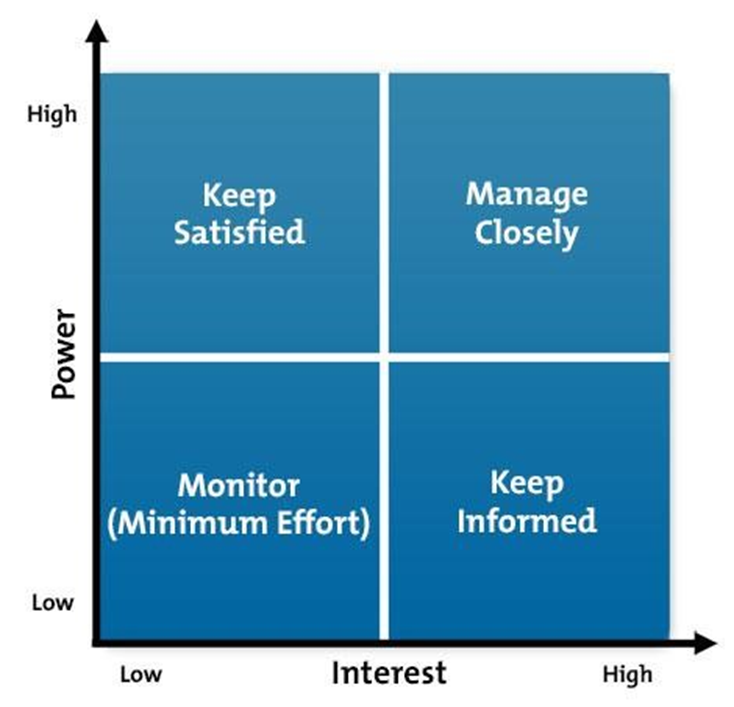 High
Keep
Satisfied
Manage
Closely
Power
Monitor
(Minimum Effort)
Keep
Informed
Low
Low
Interest
High